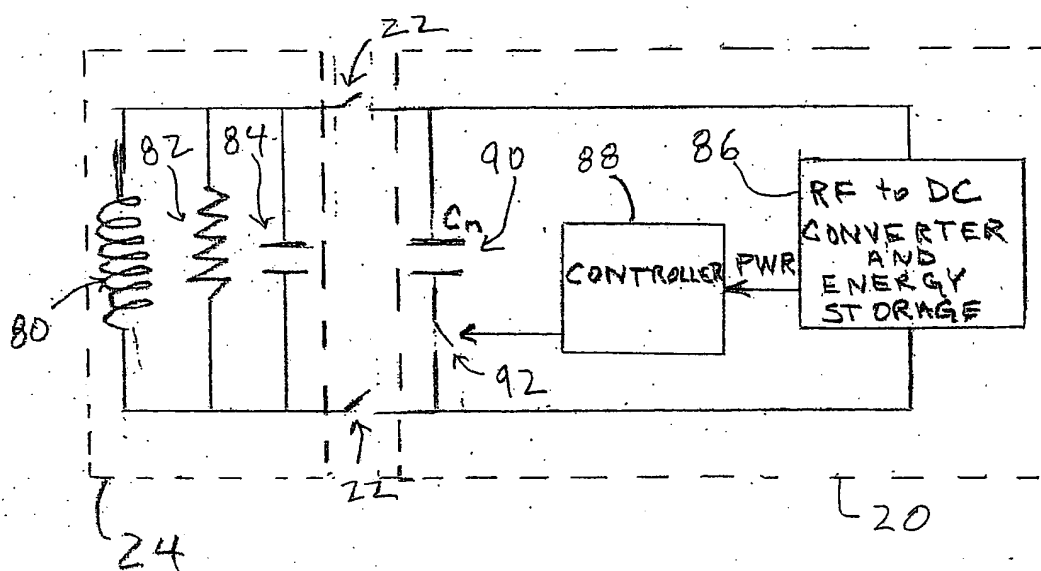 22
82
84
90
88
86
Cn
RF to DC
CONVERTER
AND
ENERGY
STORAGE
CONTROLLER
PWR
80
92
22
24
20